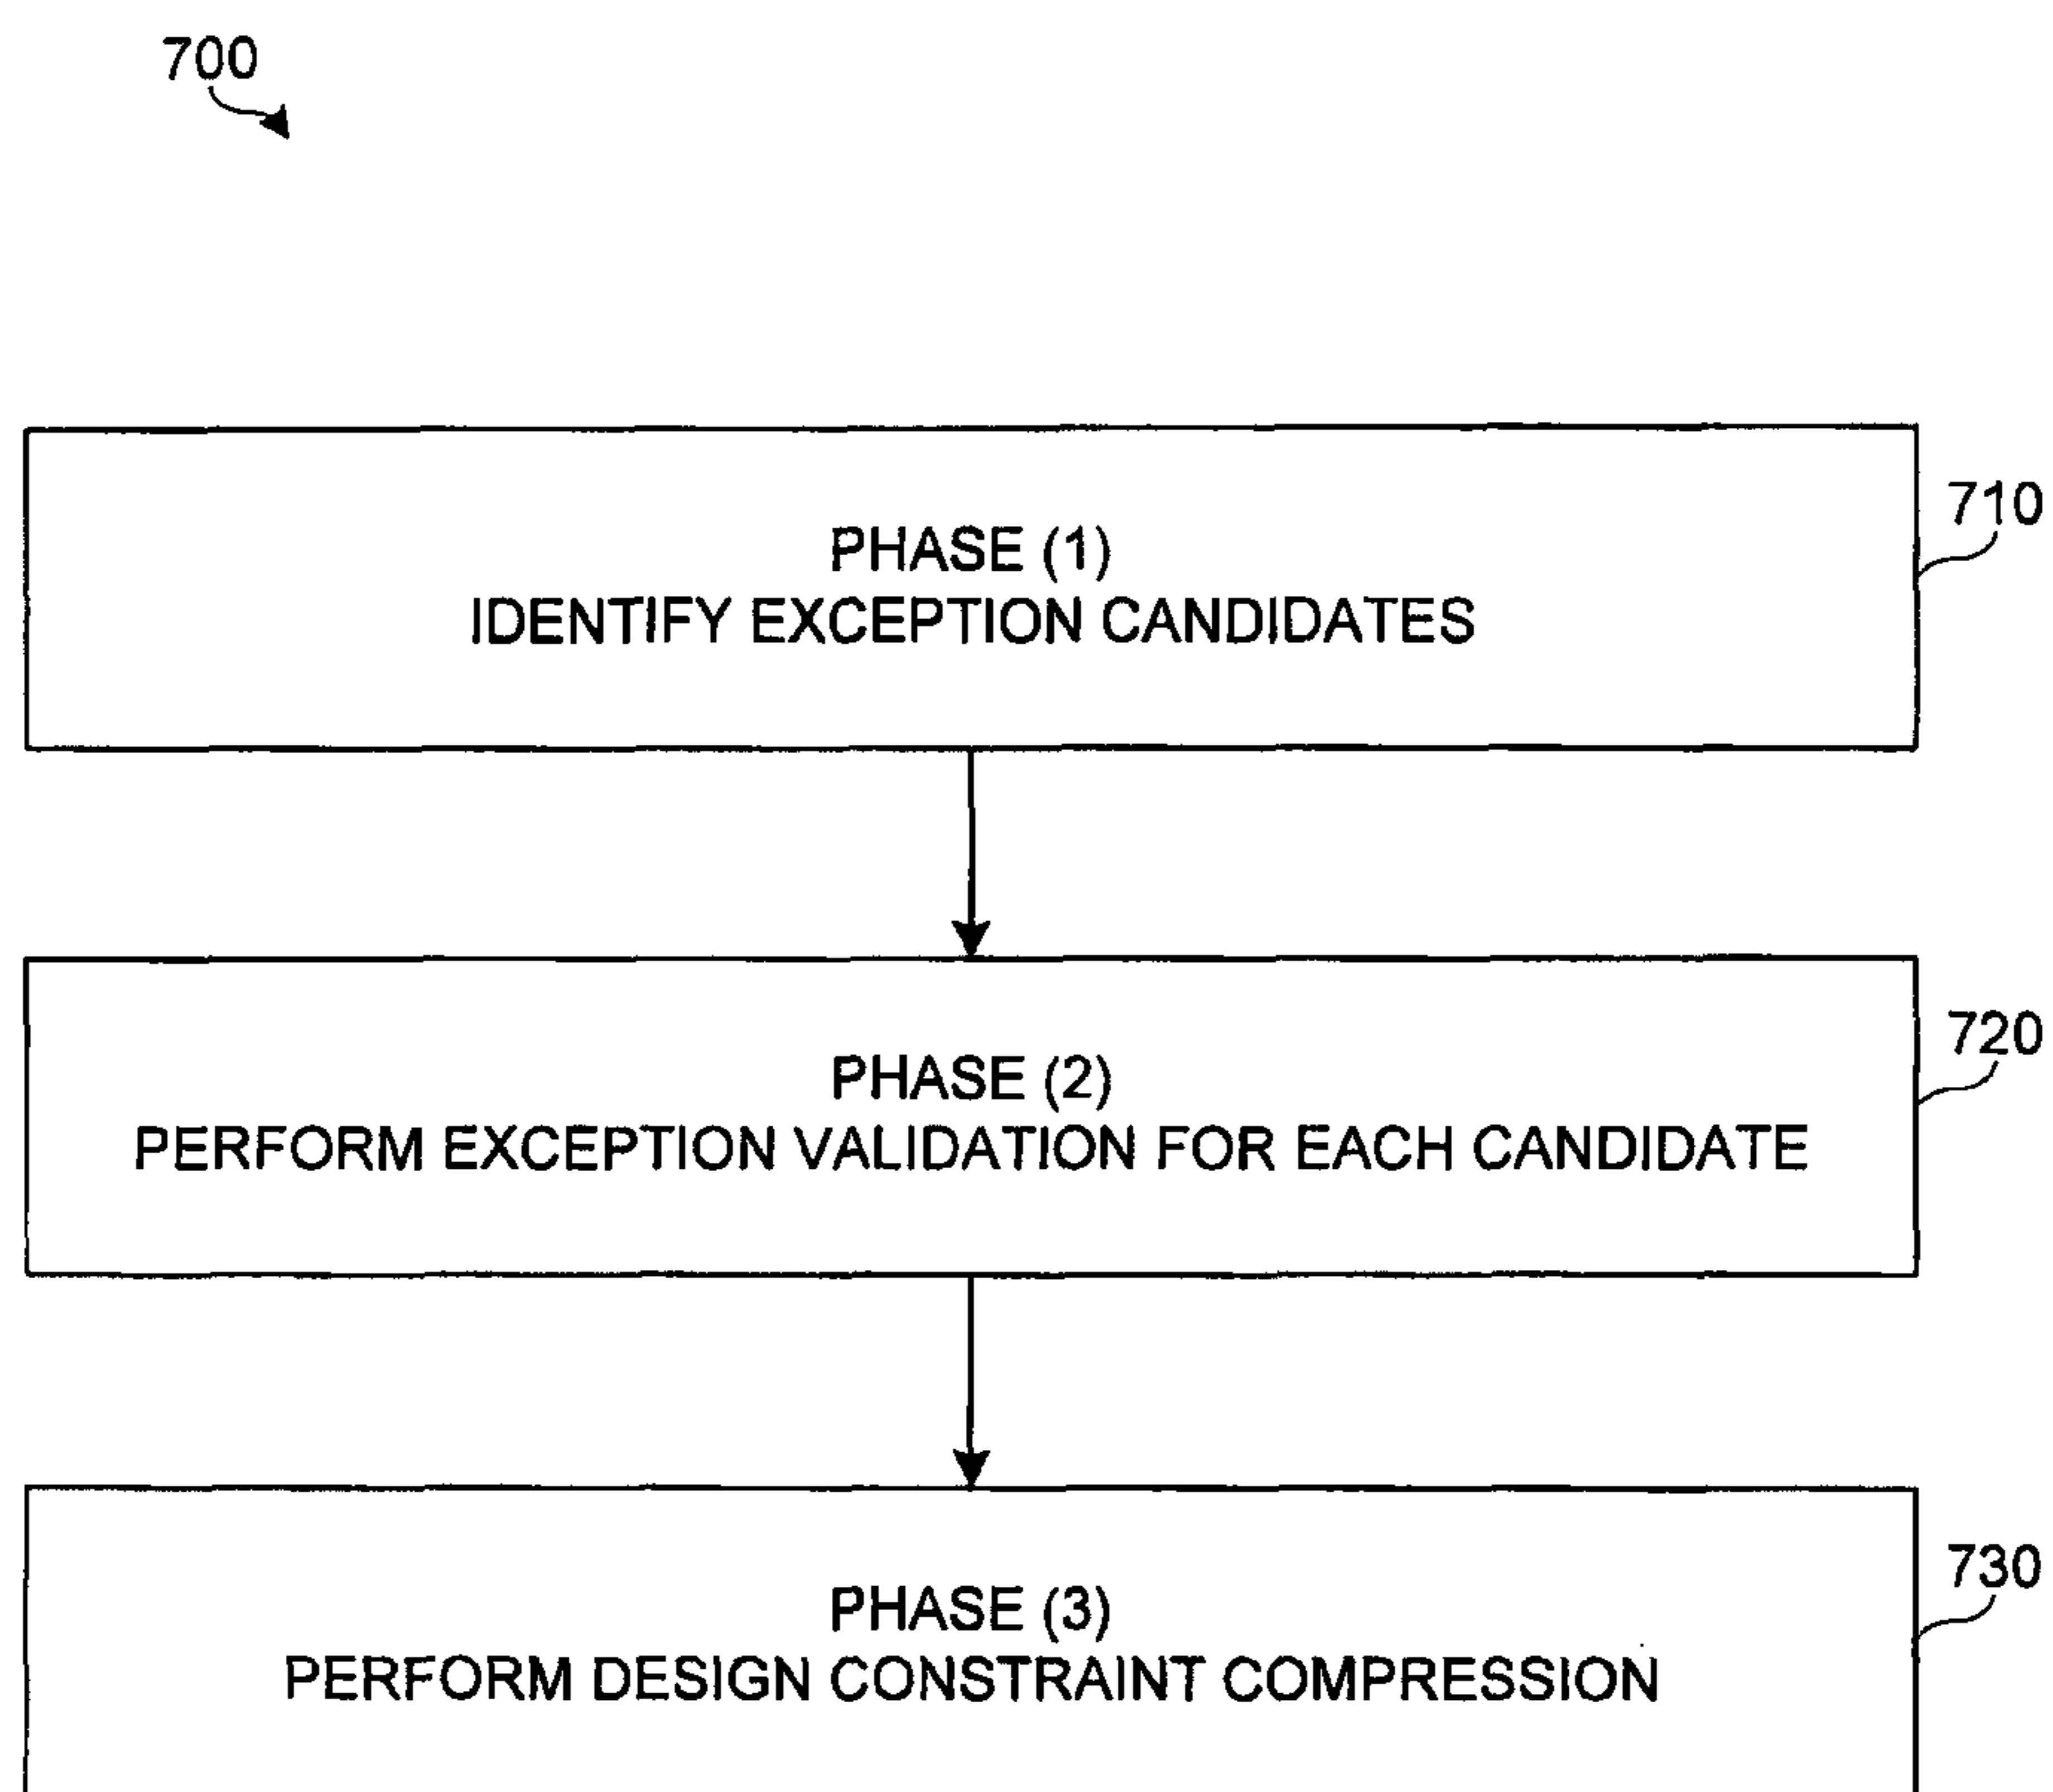 700
PHASE (1)
IDENTIFY EXCEPTION CANDIDATES
710
PHASE (2)
PERFORM EXCEPTION VALIDATION FOR EACH CANDIDATE
720
PHASE (3)
PERFORM DESIGN CONSTRAINT COMPRESSION
730